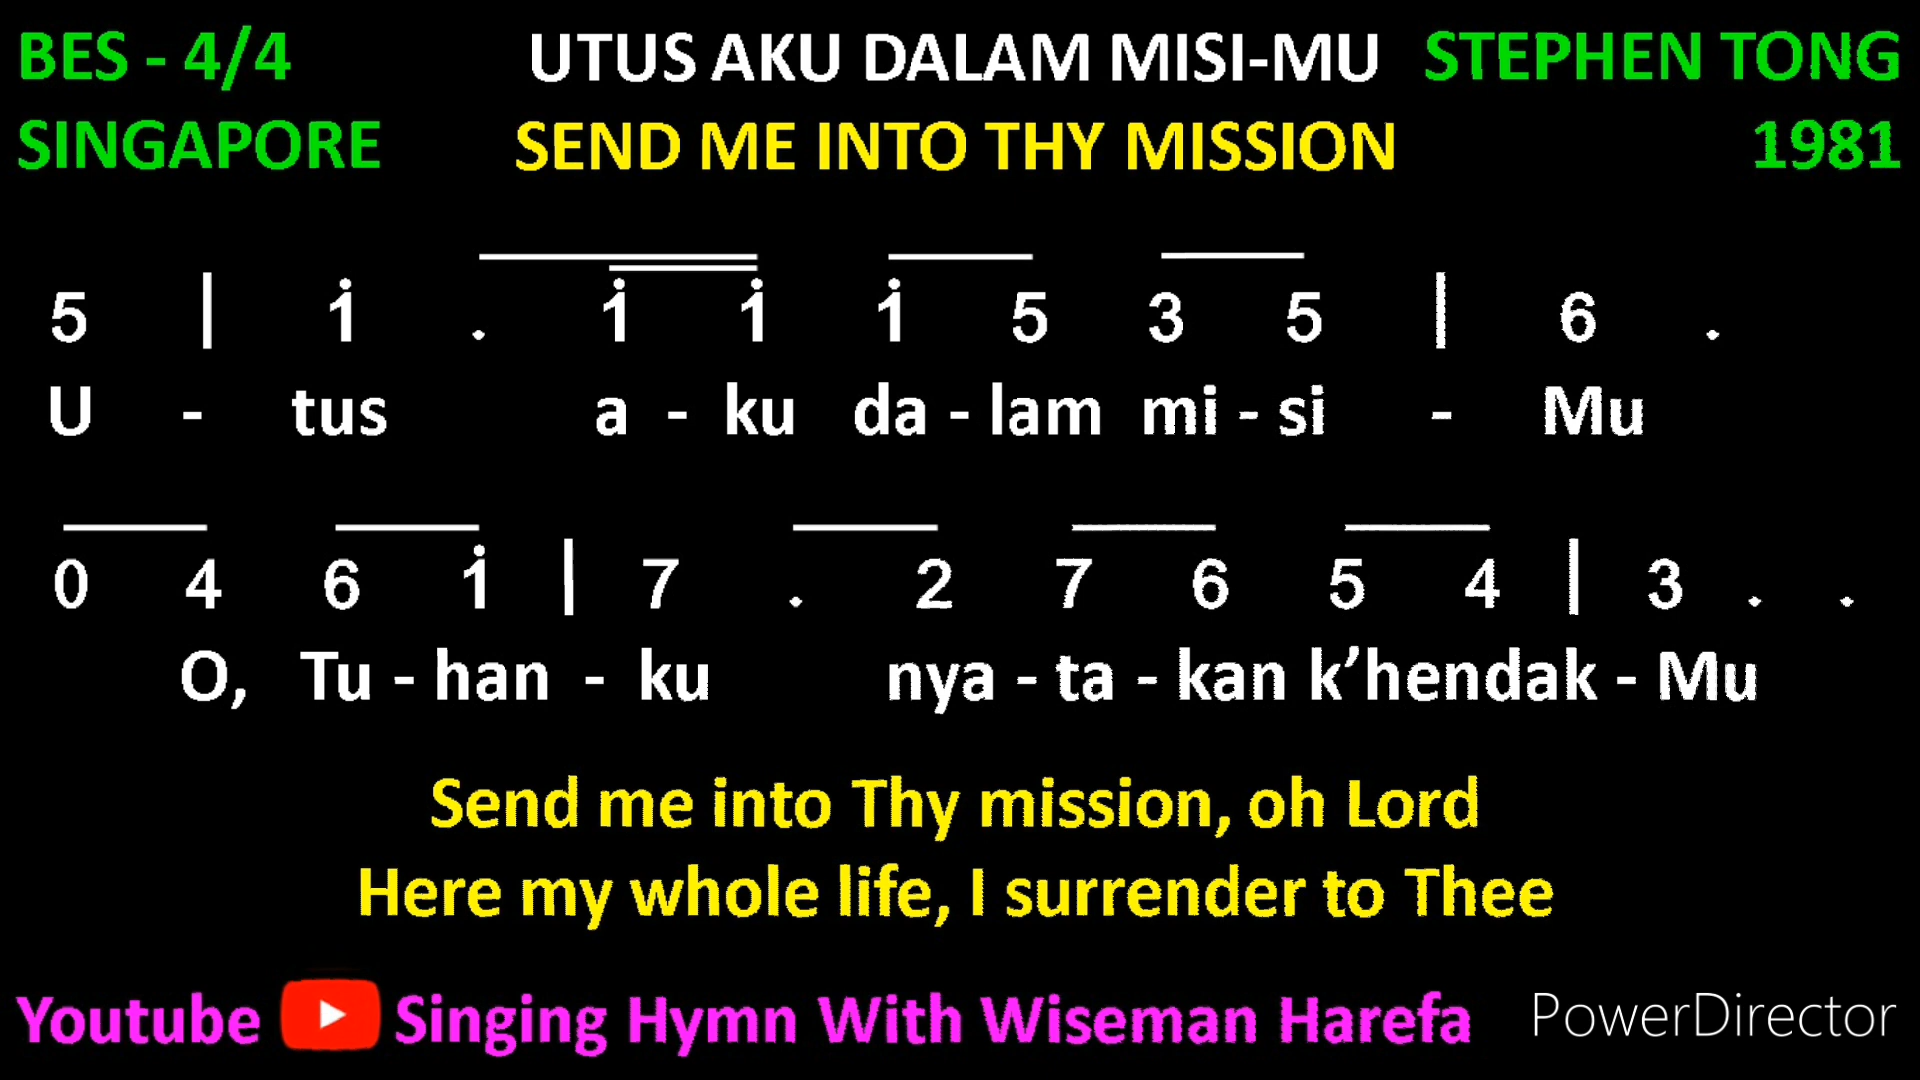 BES - 4/4 UTUS AKU DALAM MISI-MU STEPHEN TONG
SINGAPORE SEND ME INTO THY MISSION 1981
5 | i . i i i 5 3 5 | 6 .
U - tus a - ku da - lam mi - si - Mu
0 4 6 i | 7 . 2 7 6 5 4 | 3 . .
O, Tu - han - ku nya - ta - kan k’hendak - Mu
Send me into Thy mission, oh Lord
Here my whole life, I surrender to Thee
Youtube Singing Hymn With Wiseman Harefa PowerDirector